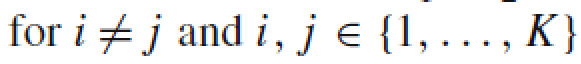 for i ≠ j and i, j ∈ {1, . . . , K}